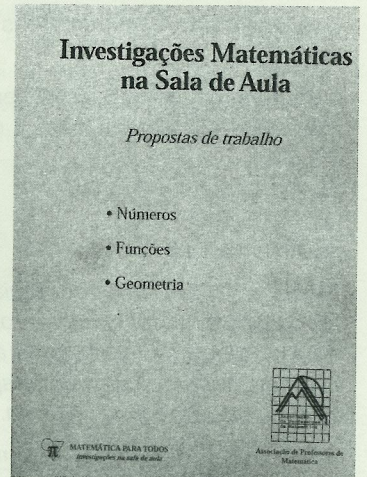 Investigações Matemáticas
na Sala de Aula
Propostas de trabalho
• Números
• Funções
• Geometria
π MATEMÁTICA PARA TODOS
investigações na sala de aula
Associação de Professores de
Matemática